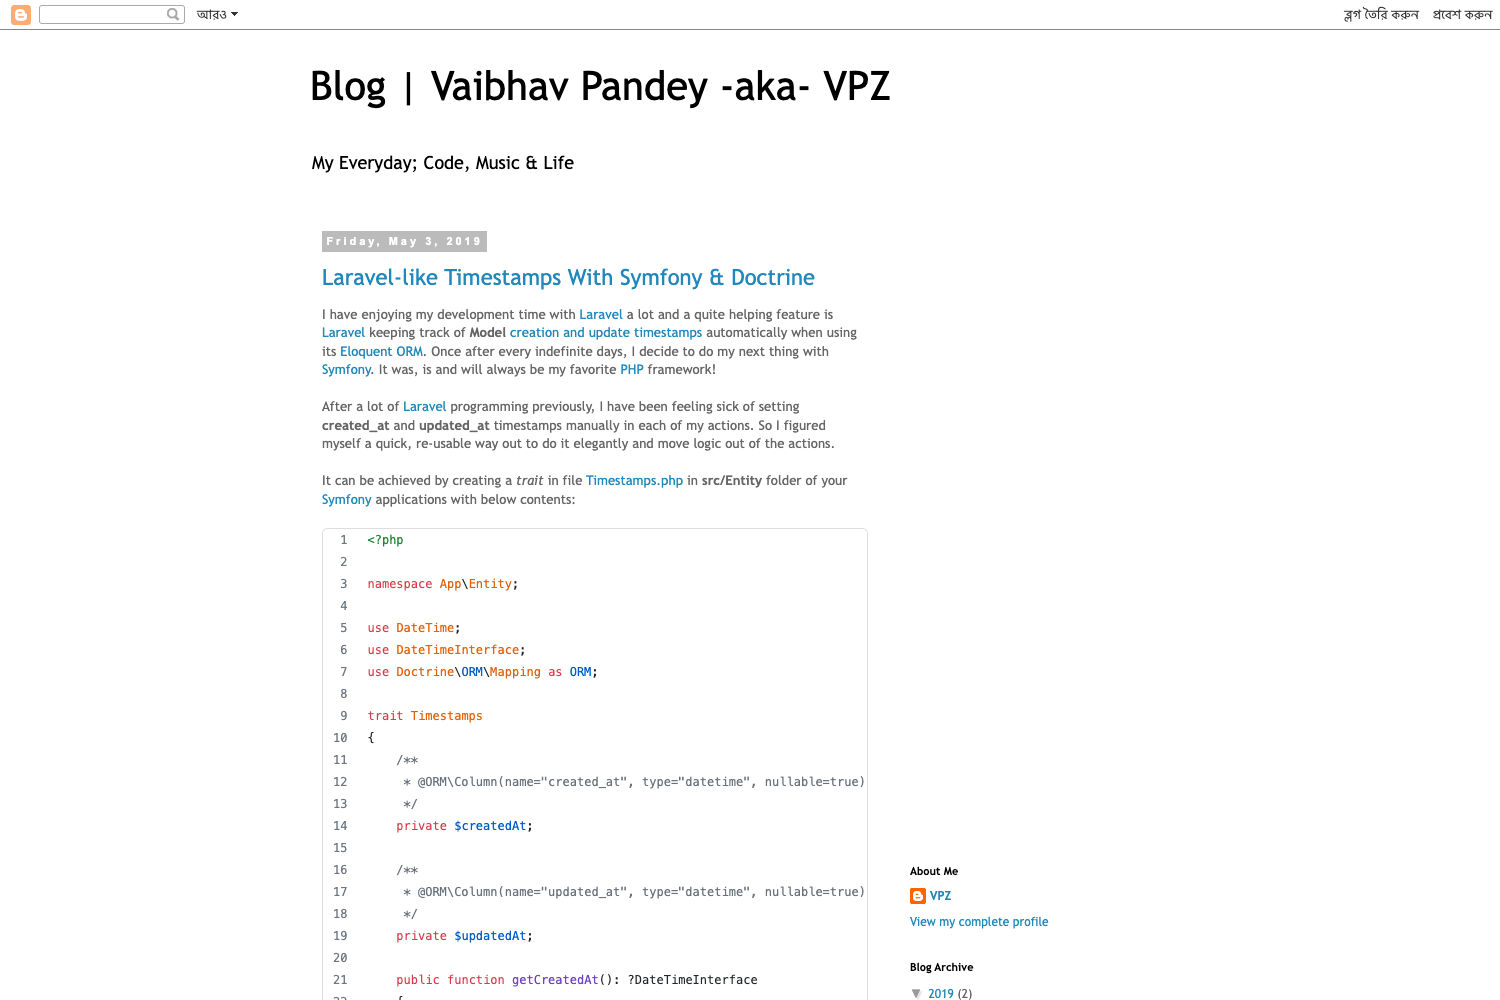 আরও ব্লগ তৈরি করুন প্রবেশ করুন
Blog | Vaibhav Pandey -aka- VPZ
My Everyday; Code, Music & Life
Friday, May 3, 2019
Laravel-like Timestamps With Symfony & Doctrine
I have enjoying my development time with Laravel a lot and a quite helping feature is
Laravel keeping track of Model creation and update timestamps automatically when using
its Eloquent ORM. Once after every indefinite days, I decide to do my next thing with
Symfony. It was, is and will always be my favorite PHP framework!
After a lot of Laravel programming previously, I have been feeling sick of setting
created_at and updated_at timestamps manually in each of my actions. So I figured
myself a quick, re-usable way out to do it elegantly and move logic out of the actions.
It can be achieved by creating a trait in file Timestamps.php in src/Entity folder of your
Symfony applications with below contents:
1 <?php
2
3 namespace App\Entity;
4
5 use DateTime;
6 use DateTimeInterface;
7 use Doctrine\ORM\Mapping as ORM;
8
9 trait Timestamps
10 {
11 /**
12 * @ORM\Column(name="created_at", type="datetime", nullable=true)
13 */
14 private $createdAt;
15
16 /**
17 * @ORM\Column(name="updated_at", type="datetime", nullable=true)
18 */
19 private $updatedAt;
20
21 public function getCreatedAt(): ?DateTimeInterface
About Me
VPZ
View my complete profile
Blog Archive
▼ 2019 (2)